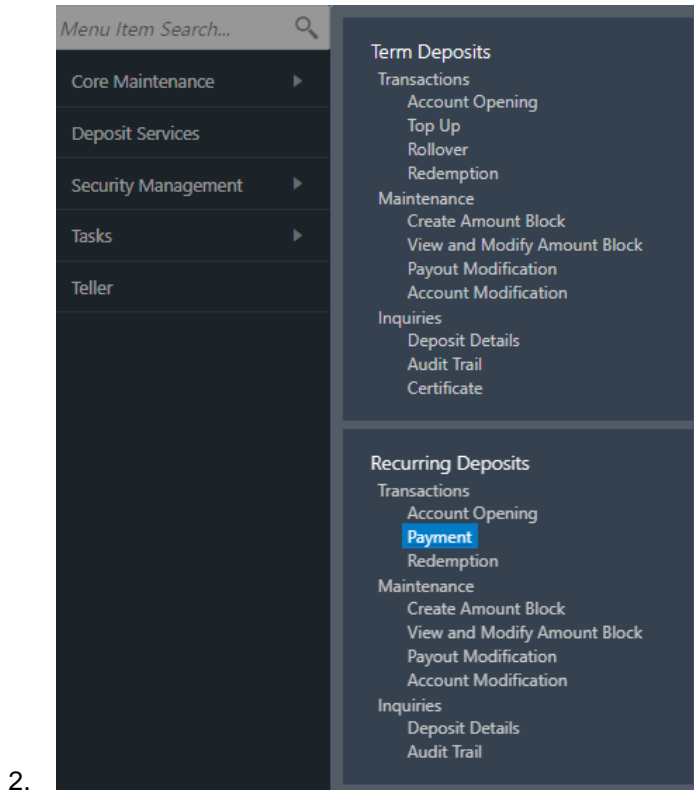 Menu Item Search...
Core Maintenance
Deposit Services
Security Management
Tasks
Teller
Term Deposits
Transactions
Account Opening
Top Up
Rollover
Redemption
Maintenance
Create Amount Block
View and Modify Amount Block
Payout Modification
Account Modification
Inquiries
Deposit Details
Audit Trail
Certificate
Recurring Deposits
Transactions
Account Opening
Payment
Redemption
Maintenance
Create Amount Block
View and Modify Amount Block
Payout Modification
Account Modification
Inquiries
Deposit Details
Audit Trail
2.